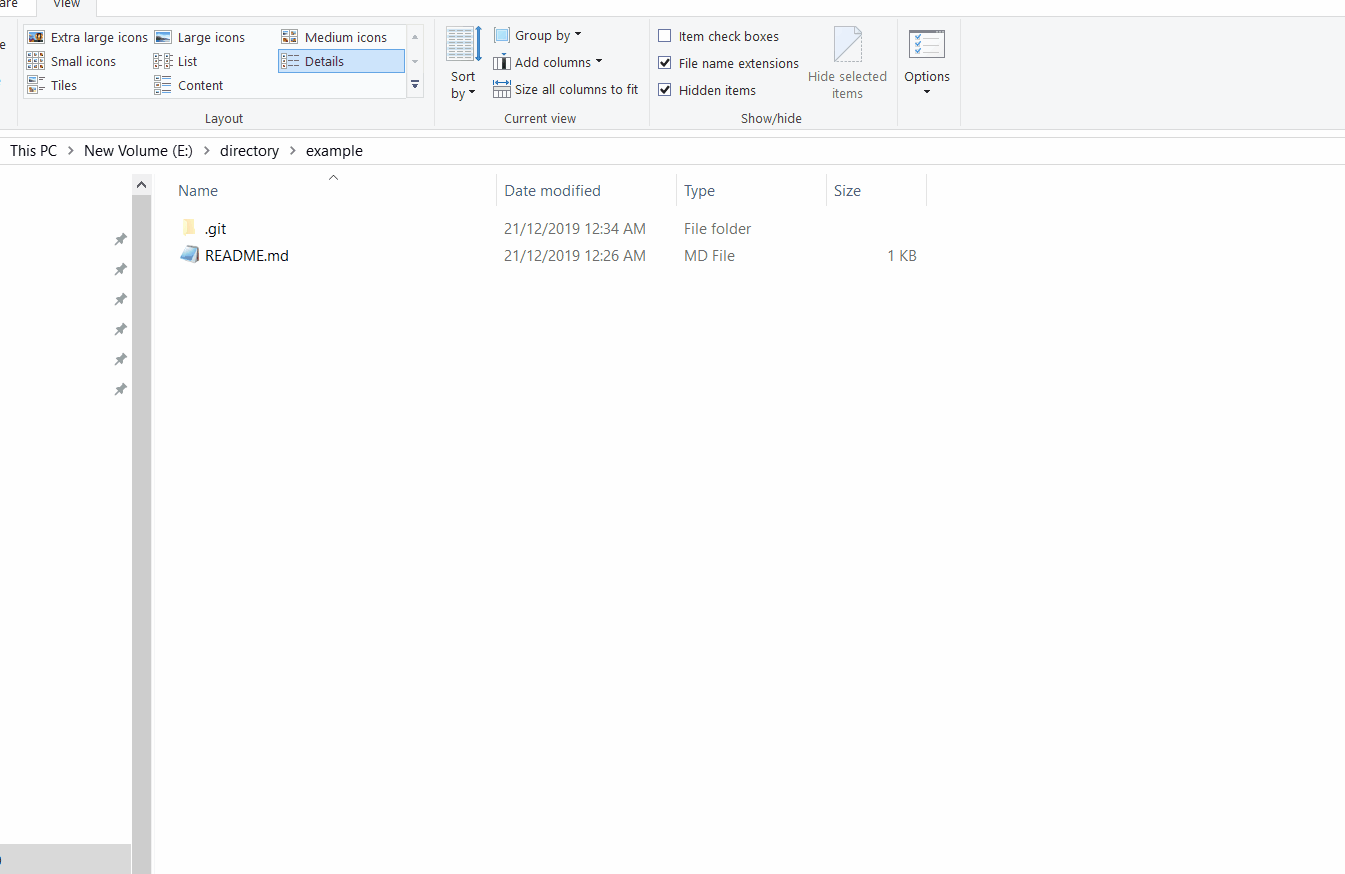 are View
e
Extra large icons Large icons Medium icons
Small icons List Details
Tiles Content
Layout
Sort
by
Group by
Add columns
Size all columns to fit
Current view
Item check boxes
File name extensions
Hidden items
Hide selected
items
Show/hide
Options
This PC > New Volume (E:) > directory > example
Name Date modified Type Size
.git 21/12/2019 12:34 AM File folder
README.md 21/12/2019 12:26 AM MD File 1 KB